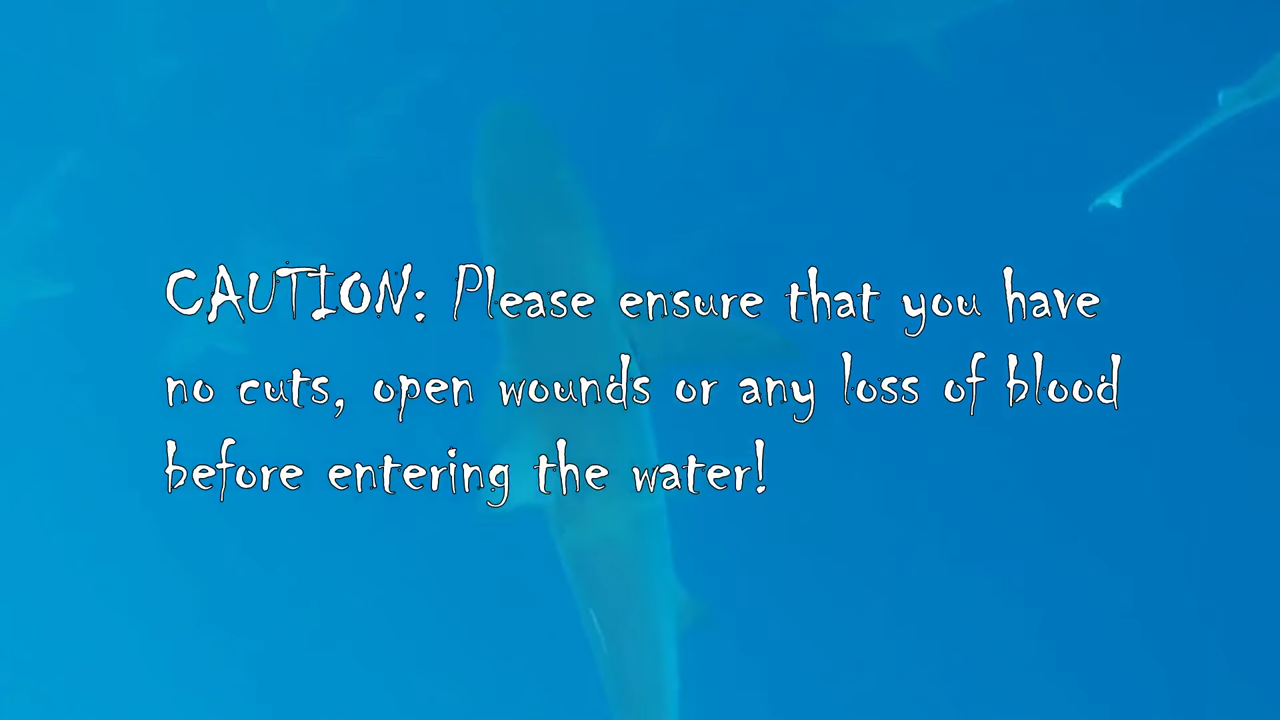 CAUTION: Please ensure that you have
no cuts, open wounds or any loss of blood
before entering the water!